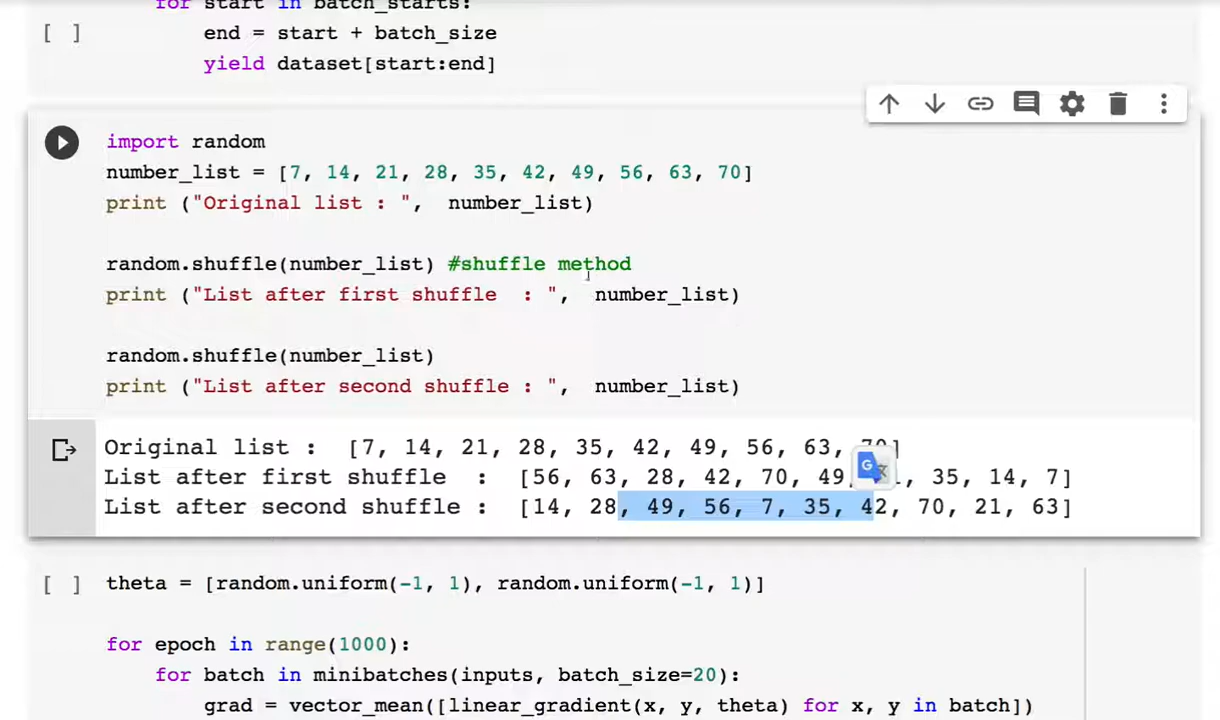 for start in batch_starts:
[ ] end = start + batch_size
yield dataset[start:end]
import random
number_list = [7, 14, 21, 28, 35, 42, 49, 56, 63, 70]
print ("Original list : ",  number_list)
random.shuffle(number_list) #shuffle method
print ("List after first shuffle  : ",  number_list)
random.shuffle(number_list)
print ("List after second shuffle : ",  number_list)
Original list :  [7, 14, 21, 28, 35, 42, 49, 56, 63, 70]
List after first shuffle  :  [56, 63, 28, 42, 70, 49, 35, 14, 7]
List after second shuffle :  [14, 28, 49, 56, 7, 35, 42, 70, 21, 63]
[ ] theta = [random.uniform(-1, 1), random.uniform(-1, 1)]
for epoch in range(1000):
for batch in minibatches(inputs, batch_size=20):
grad = vector_mean([linear_gradient(x, y, theta) for x, y in batch])